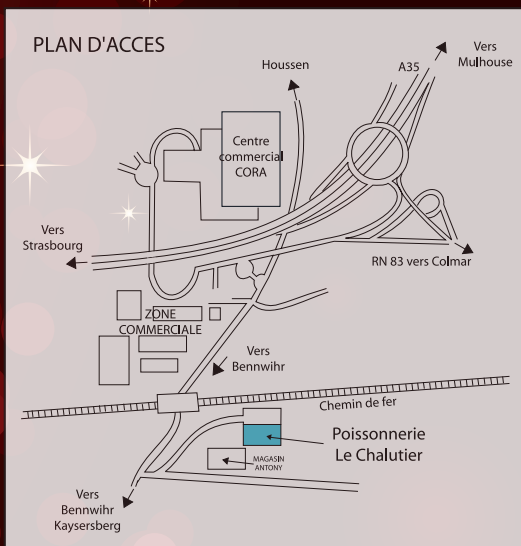 PLAN D'ACCES
Vers
Mulhouse
A35
Houssen
Centre
commercial
CORA
Vers
Strasbourg
RN 83 vers Colmar
ZONE
COMMERCIALE
Vers
Bennwihr
Chemin de fer
Poissonnerie
Le Chalutier
MAGASIN
ANTONY
Vers
Bennwihr
Kaysersberg